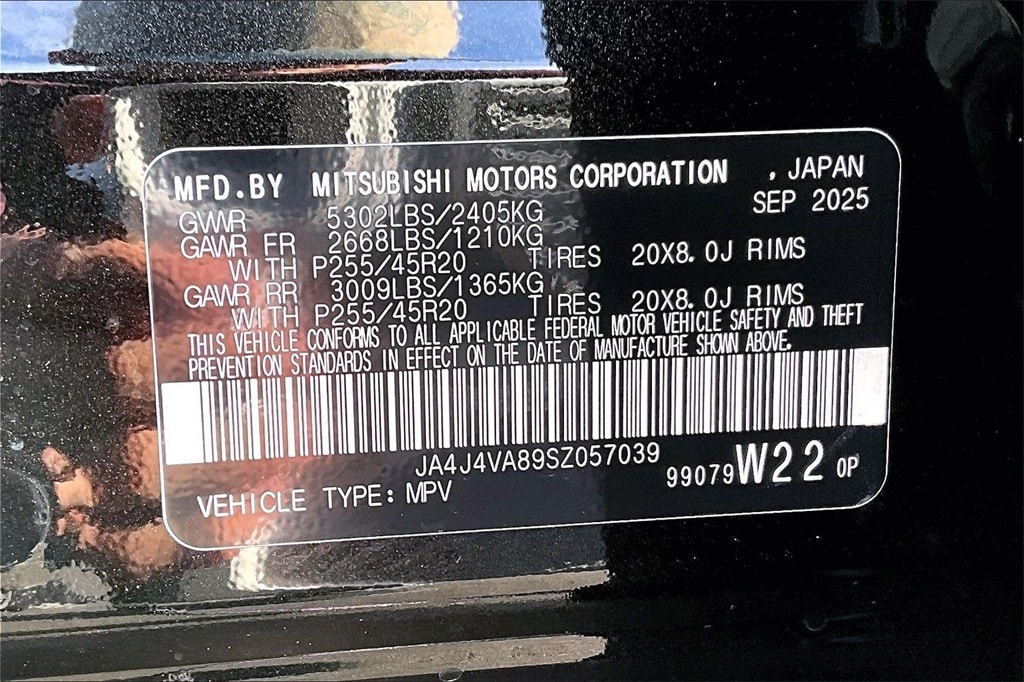 MFD.BY MITSUBISHI MOTORS CORPORATION , JAPAN
SEP 2025
GVWR 5302LBS/2405KG
GAWR FR 2668LBS/1210KG
WITH P255/45R20 TIRES 20X8.0J RIMS
GAWR RR 3009LBS/1365KG
WITH P255/45R20 TIRES 20X8.0J RIMS
THIS VEHICLE CONFORMS TO ALL APPLICABLE FEDERAL MOTOR VEHICLE SAFETY AND THEFT
PREVENTION STANDARDS IN EFFECT ON THE DATE OF MANUFACTURE SHOWN ABOVE.
JA4J4VA89SZ057039
99079W22 0P
VEHICLE TYPE: MPV